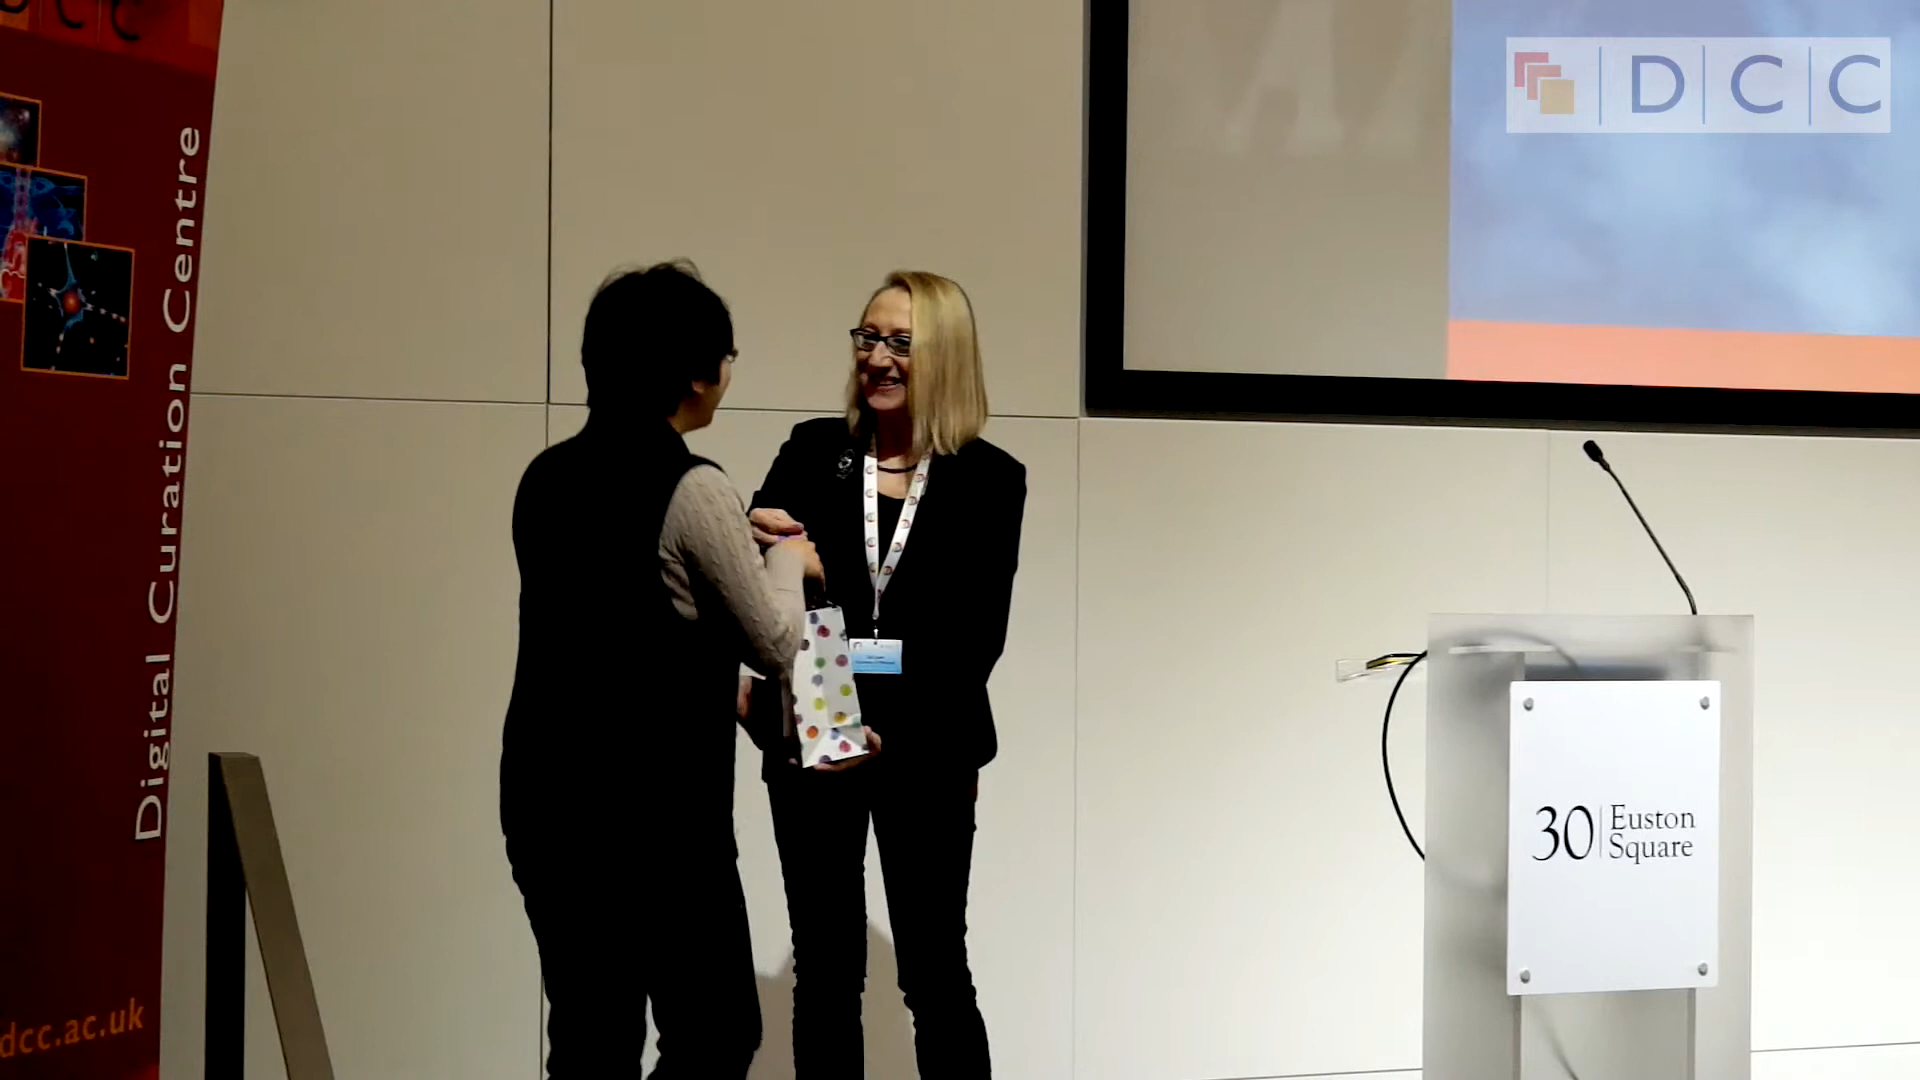 DCC
Digital Curation Centre
dcc.ac.uk
D C C
30 Euston
Square